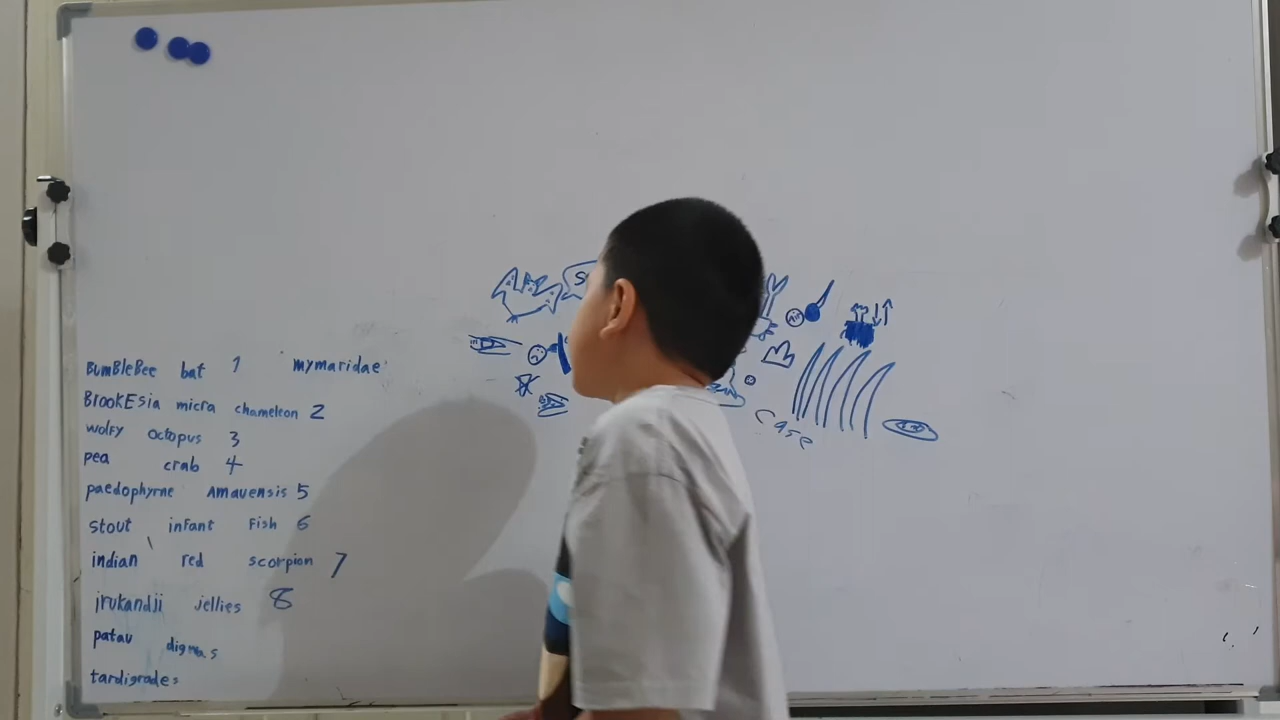 BumBleBee bat 1 mymaridae
BrookEsia micra chameleon 2
wolfy octopus 3
pea crab 4
paedophyrne Amauensis 5
stout infant Fish 6
indian red scorpion 7
jrukandji jellies 8
patau digmas
tardigrades
case